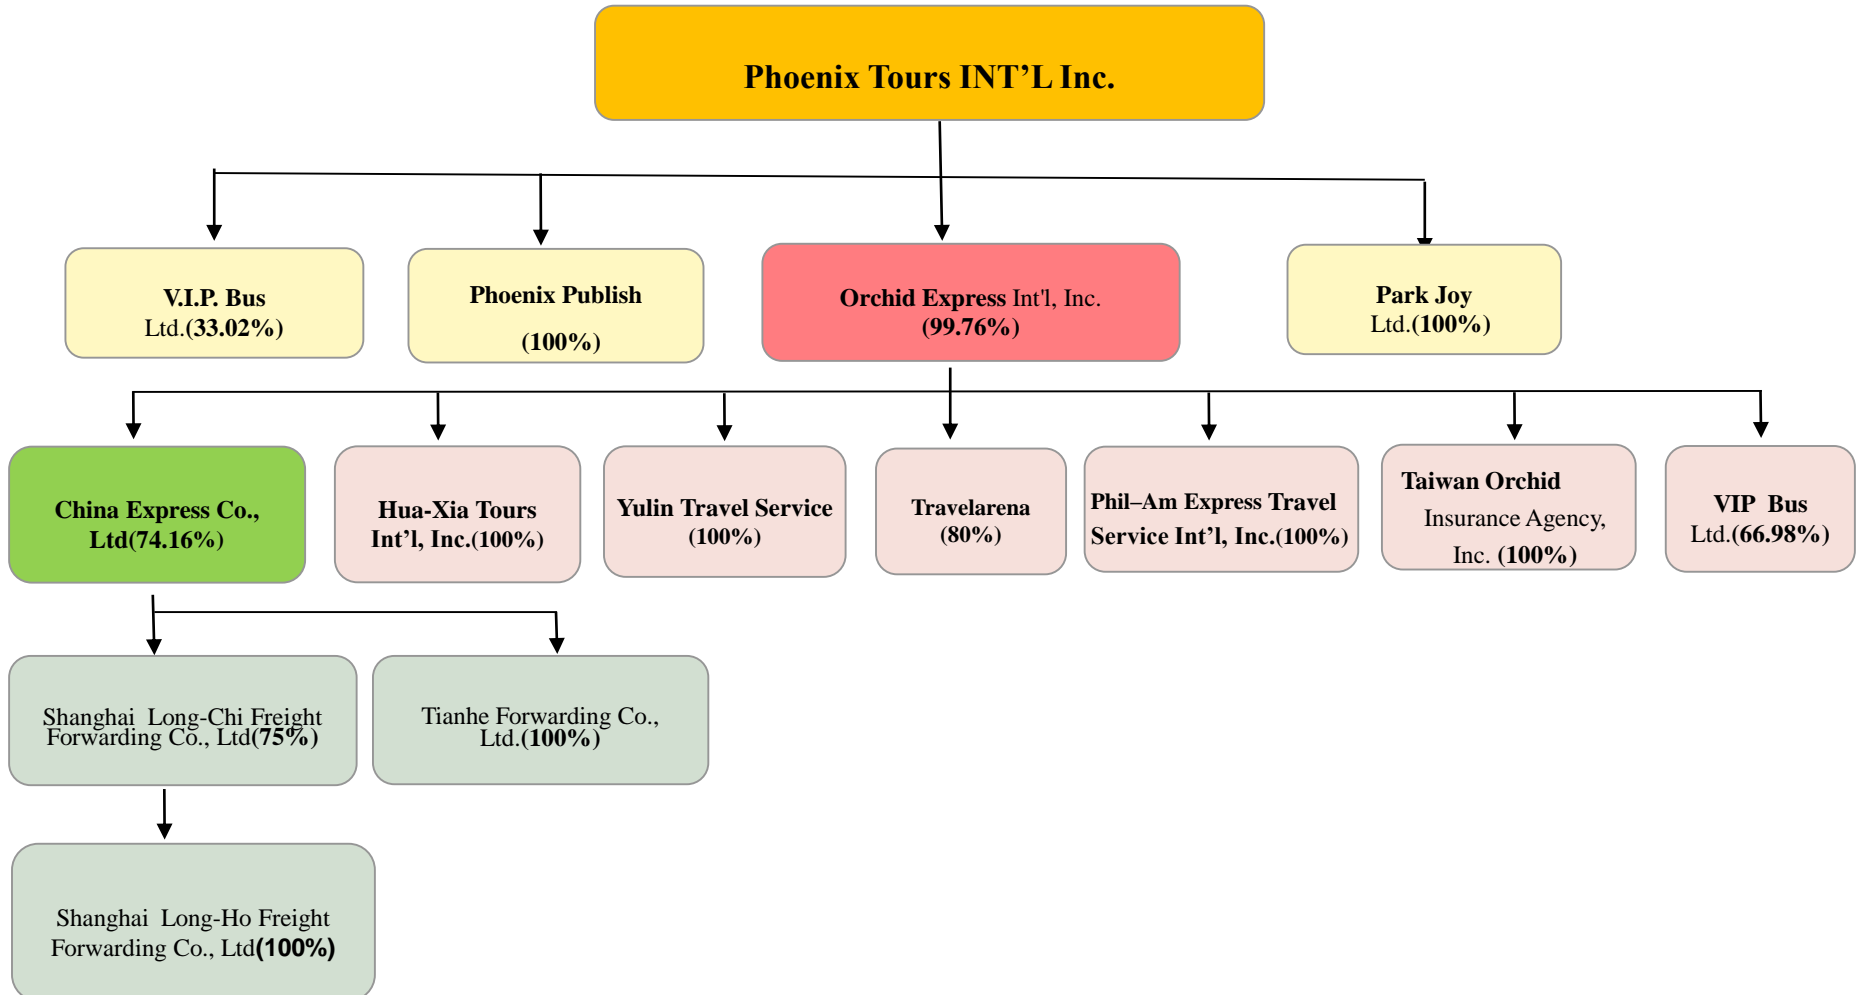 Phoenix Tours INT’L Inc.
V.I.P. Bus
Ltd.(33.02%)
Phoenix Publish
(100%)
Orchid Express Int'l, Inc.
(99.76%)
Park Joy
Ltd.(100%)
China Express Co.,
Ltd(74.16%)
Hua-Xia Tours
Int’l, Inc.(100%)
Yulin Travel Service
(100%)
Travelarena
(80%)
Phil–Am Express Travel
Service Int’l, Inc.(100%)
Taiwan Orchid
Insurance Agency,
Inc. (100%)
VIP Bus
Ltd.(66.98%)
Shanghai Long-Chi Freight
Forwarding Co., Ltd(75%)
Tianhe Forwarding Co.,
Ltd.(100%)
Shanghai Long-Ho Freight
Forwarding Co., Ltd(100%)